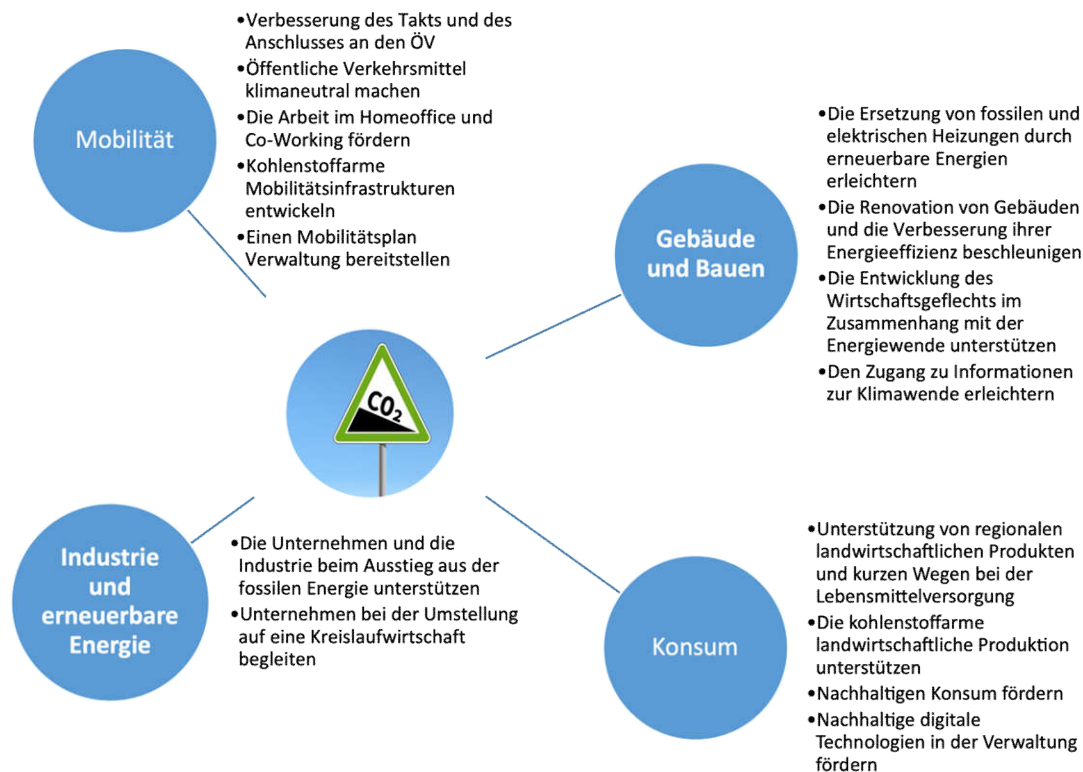 Mobilität
•Verbesserung des Takts und des
Anschlusses an den ÖV
•Öffentliche Verkehrsmittel
klimaneutral machen
•Die Arbeit im Homeoffice und
Co-Working fördern
•Kohlenstoffarme
Mobilitätsinfrastrukturen
entwickeln
•Einen Mobilitätsplan
Verwaltung bereitstellen
Gebäude
und Bauen
•Die Ersetzung von fossilen und
elektrischen Heizungen durch
erneuerbare Energien
erleichtern
•Die Renovation von Gebäuden
und die Verbesserung ihrer
Energieeffizienz beschleunigen
•Die Entwicklung des
Wirtschaftsgeflechts im
Zusammenhang mit der
Energiewende unterstützen
•Den Zugang zu Informationen
zur Klimawende erleichtern
CO₂
Industrie
und
erneuerbare
Energie
•Die Unternehmen und die
Industrie beim Ausstieg aus der
fossilen Energie unterstützen
•Unternehmen bei der Umstellung
auf eine Kreislaufwirtschaft
begleiten
Konsum
•Unterstützung von regionalen
landwirtschaftlichen Produkten
und kurzen Wegen bei der
Lebensmittelversorgung
•Die kohlenstoffarme
landwirtschaftliche Produktion
unterstützen
•Nachhaltigen Konsum fördern
•Nachhaltige digitale
Technologien in der Verwaltung
fördern